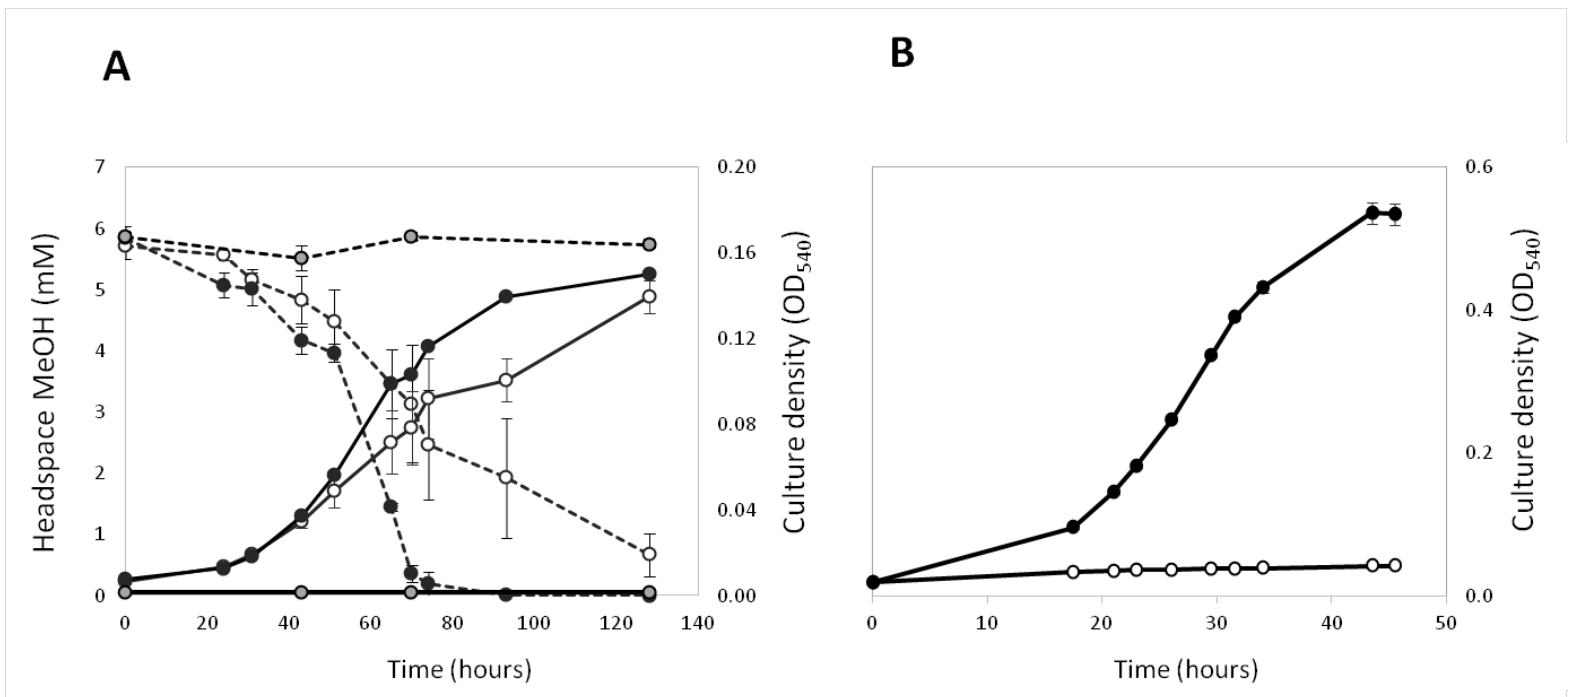 A
7
6
5
4
3
2
1
0
Headspace MeOH (mM)
0.20
0.16
0.12
0.08
0.04
0.00
Culture density (OD540)
0 20 40 60 80 100 120 140
Time (hours)
B
0.6
0.4
0.2
0.0
Culture density (OD540)
0 10 20 30 40 50
Time (hours)